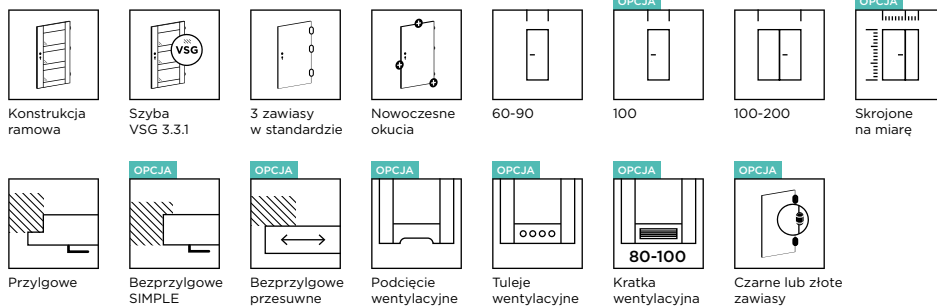 OPCJA
OPCJA
VSG
Konstrukcja
ramowa
Szyba
VSG 3.3.1
3 zawiasy
w standardzie
Nowoczesne
okucia
60-90
100
100-200
Skrojone
na miarę
OPCJA
OPCJA
OPCJA
OPCJA
80-100
Przylgowe
Bezprzylgowe
SIMPLE
Bezprzylgowe
przesuwne
Podcięcie
wentylacyjne
Tuleje
wentylacyjne
Kratka
wentylacyjna
Czarne lub złote
zawiasy